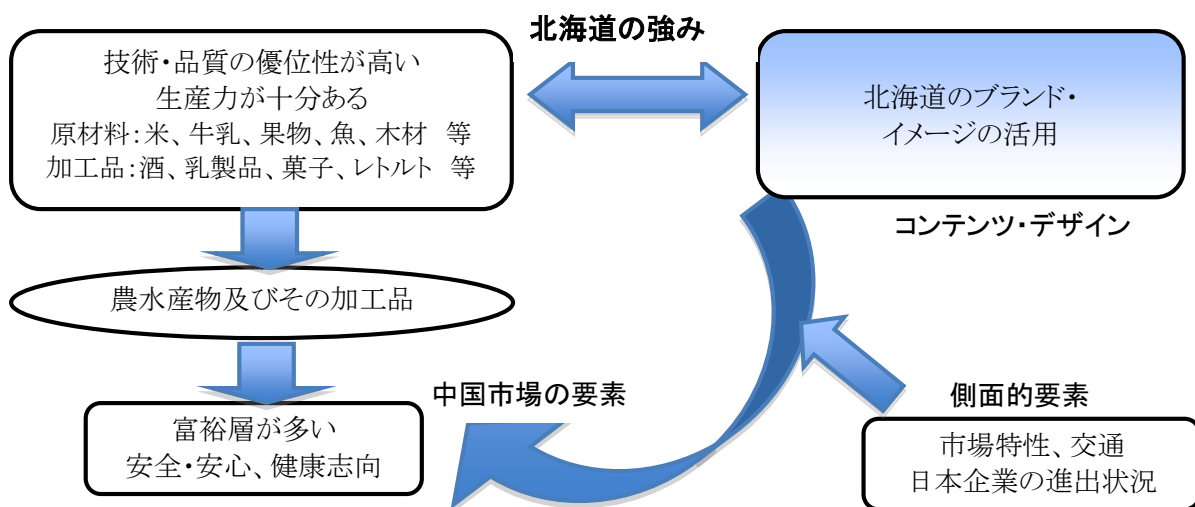 北海道の強み
技術・品質の優位性が高い
生産力が十分ある
原材料：米、牛乳、果物、魚、木材　等
加工品：酒、乳製品、菓子、レトルト　等
北海道のブランド・
イメージの活用
コンテンツ・デザイン
農水産物及びその加工品
中国市場の要素
富裕層が多い
安全・安心、健康志向
側面的要素
市場特性、交通
日本企業の進出状況